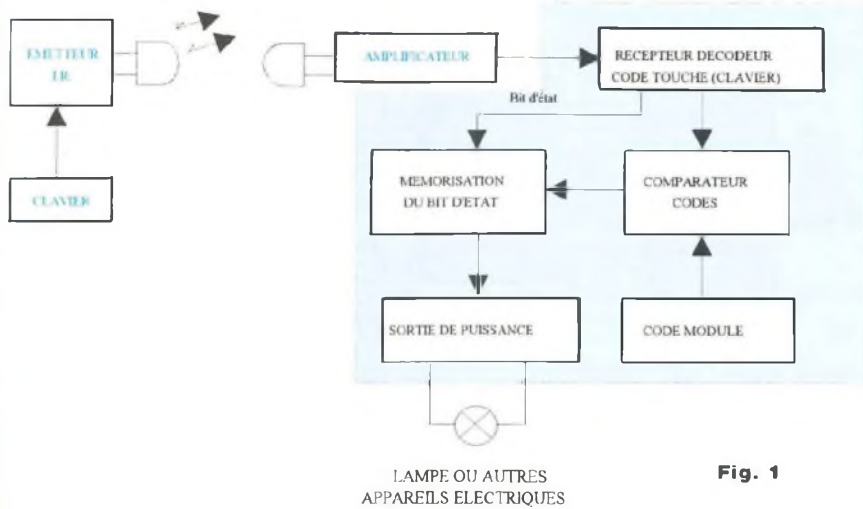 EMETTEUR
I.R.
AMPLIFICATEUR
RECEPTEUR DECODEUR
CODE TOUCHE (CLAVIER)
Bit d'état
CLAVIER
MEMORISATION
DU BIT D'ETAT
COMPARATEUR
CODES
SORTIE DE PUISSANCE
CODE MODULE
LAMPE OU AUTRES
APPAREILS ELECTRIQUES
Fig. 1